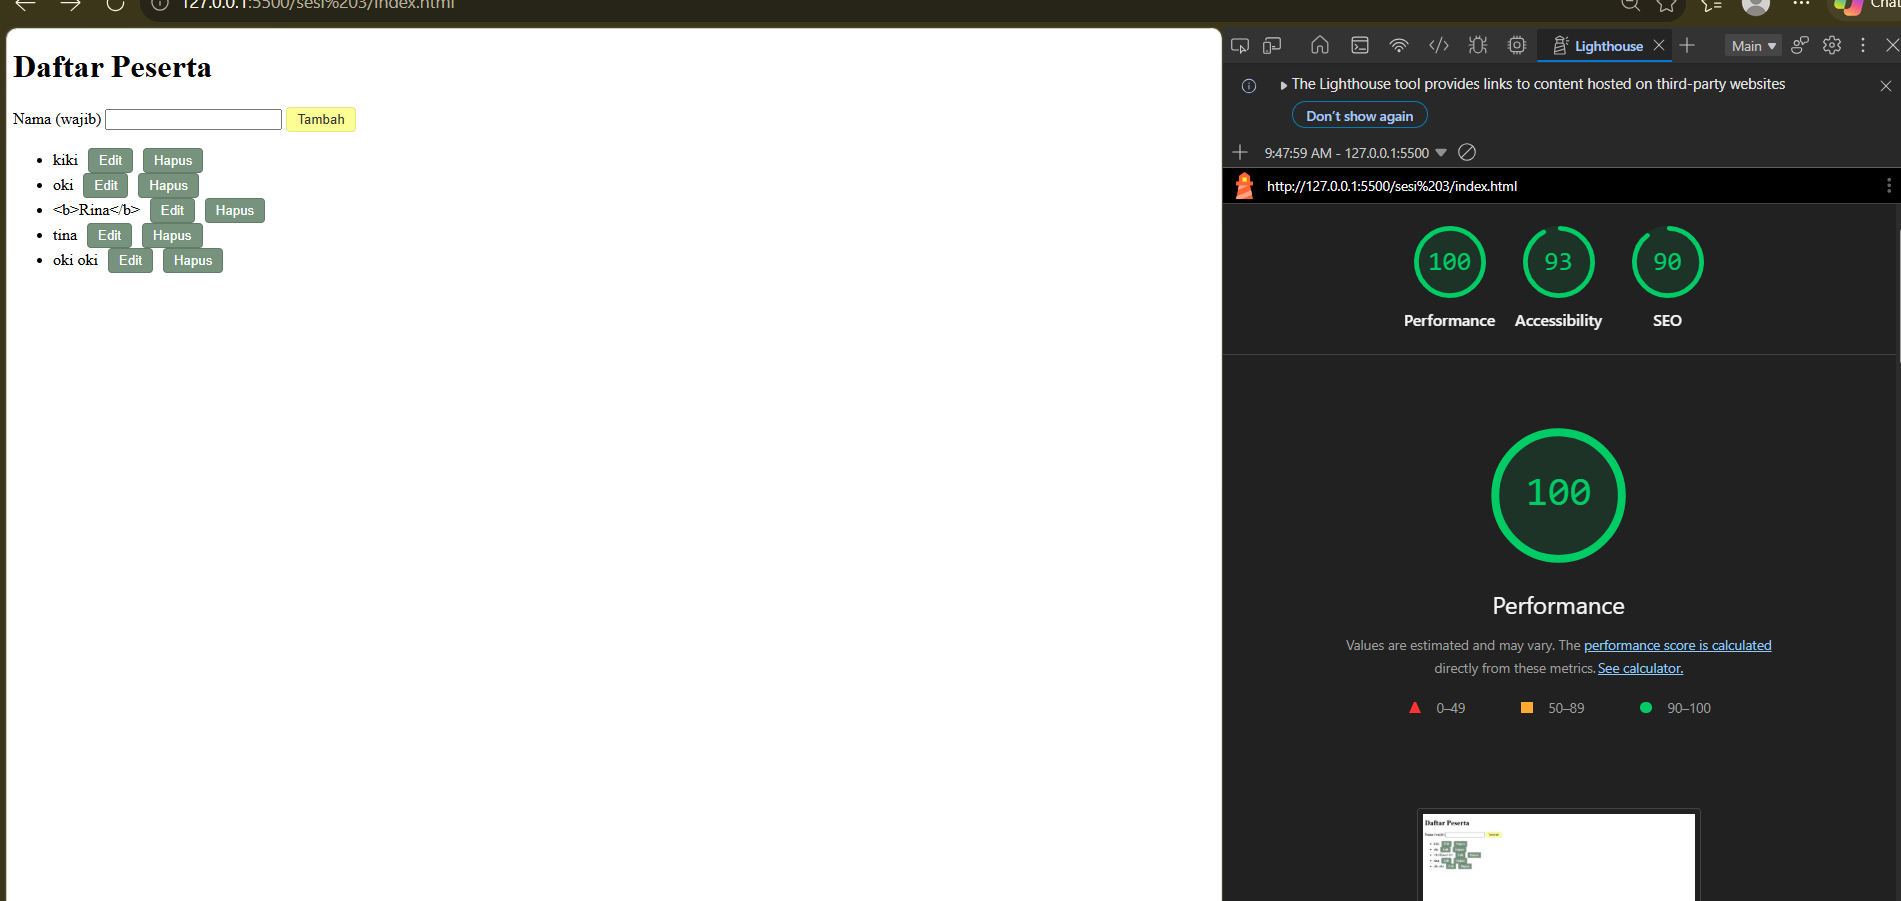 127.0.0.1:5500/sesi%203/index.html
Chat
Daftar Peserta
Nama (wajib)
Tambah
kiki Edit Hapus
oki Edit Hapus
<b>Rina</b> Edit Hapus
tina Edit Hapus
oki oki Edit Hapus
Lighthouse
Main
The Lighthouse tool provides links to content hosted on third-party websites
Don't show again
9:47:59 AM - 127.0.0.1:5500
http://127.0.0.1:5500/sesi%203/index.html
100 93 90
Performance Accessibility SEO
100
Performance
Values are estimated and may vary. The performance score is calculated
directly from these metrics. See calculator.
0–49 50–89 90–100
Daftar Peserta